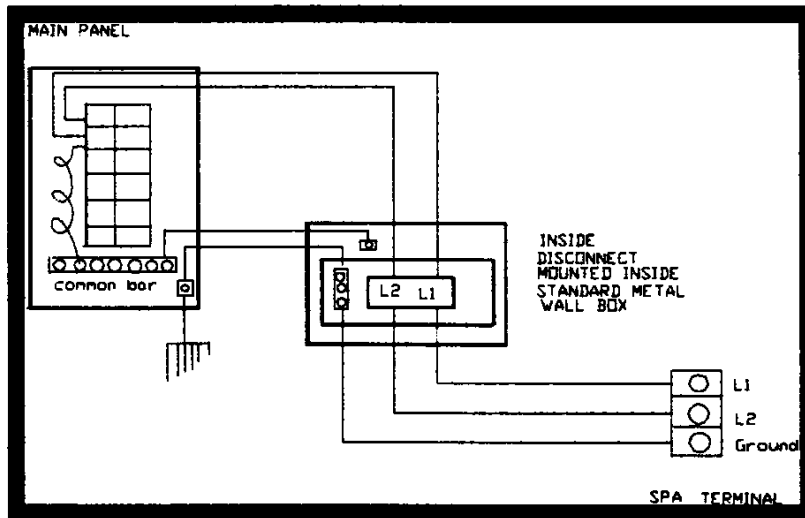 MAIN PANEL
common bar
L2 L1
INSIDE
DISCONNECT
MOUNTED INSIDE
STANDARD METAL
WALL BOX
L1
L2
Ground
SPA TERMINAL